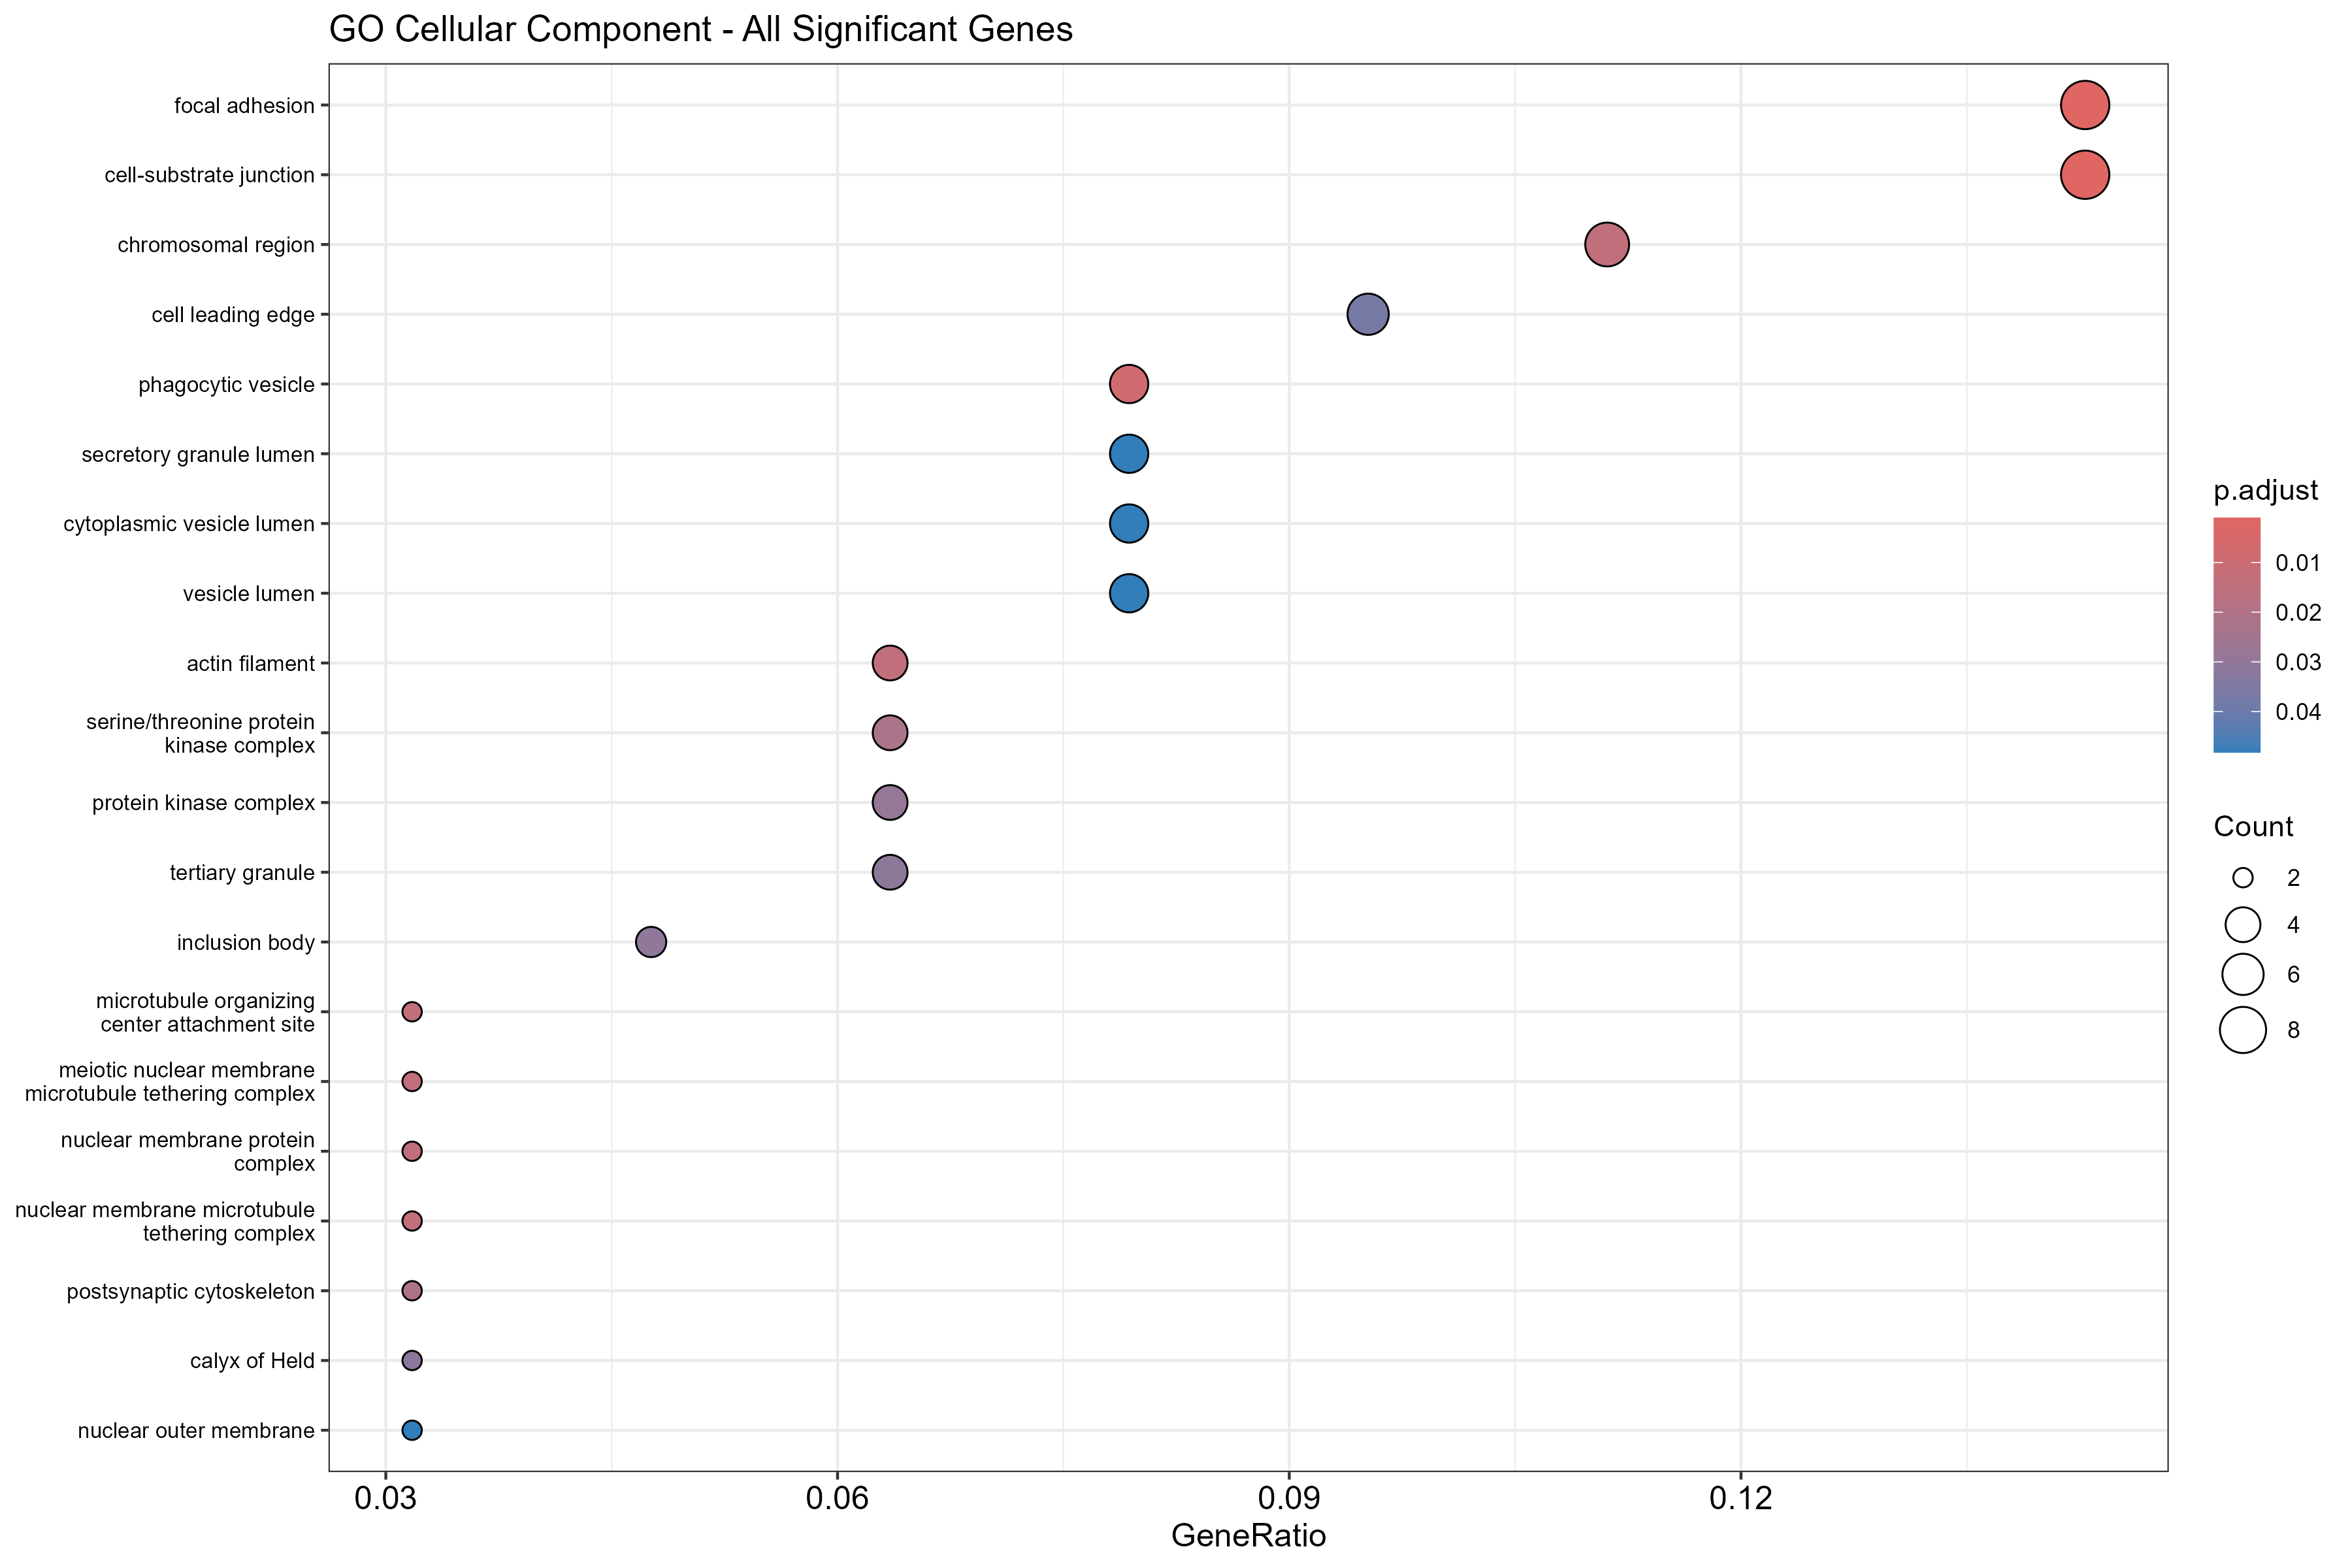 GO Cellular Component - All Significant Genes
focal adhesion
cell-substrate junction
chromosomal region
cell leading edge
phagocytic vesicle
secretory granule lumen
cytoplasmic vesicle lumen
vesicle lumen
actin filament
serine/threonine protein
kinase complex
protein kinase complex
tertiary granule
inclusion body
microtubule organizing
center attachment site
meiotic nuclear membrane
microtubule tethering complex
nuclear membrane protein
complex
nuclear membrane microtubule
tethering complex
postsynaptic cytoskeleton
calyx of Held
nuclear outer membrane
0.03 0.06 0.09 0.12
GeneRatio
p.adjust
0.01
0.02
0.03
0.04
Count
2
4
6
8